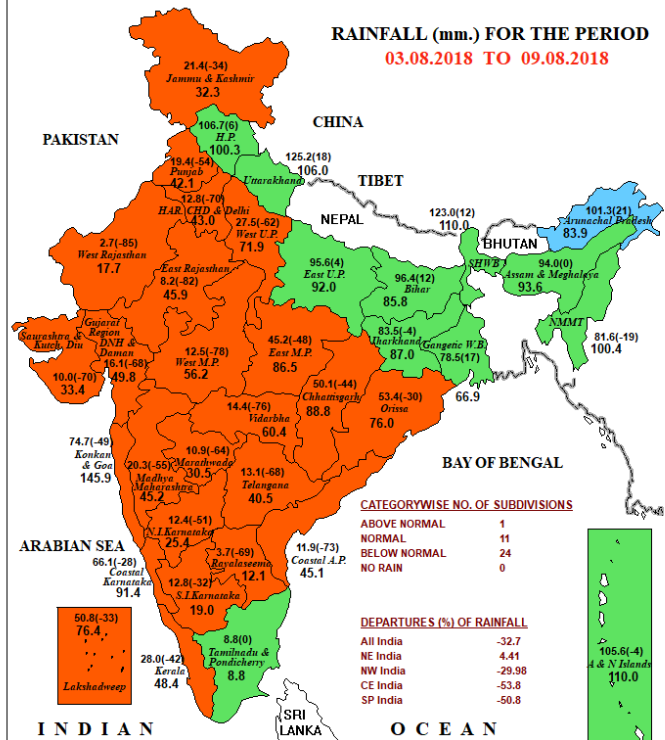 RAINFALL (mm.) FOR THE PERIOD
03.08.2018 TO 09.08.2018
21.4(-34)
Jammu & Kashmir
32.3
CHINA
106.7(6)
H.P.
100.3
PAKISTAN
19.4(-54)
Punjab
42.1
125.2(18)
106.0
Uttarakhand
TIBET
12.8(-70)
HAR. CHD & Delhi
43.0
27.5(-62)
West U.P.
71.9
NEPAL
123.0(12)
110.0
BHUTAN
101.3(21)
Arunachal Pradesh
83.9
2.7(-85)
West Rajasthan
17.7
East Rajasthan
8.2(-82)
45.9
95.6(4)
East U.P.
92.0
96.4(12)
Bihar
85.8
SHWB
94.0(0)
Assam & Meghalaya
93.6
NMMT
81.6(-19)
100.4
Saurashtra &
Kutch, Diu
10.0(-70)
33.4
Gujarat
Region
DNH &
Daman
16.1(-68)
49.8
12.5(-78)
West M.P.
56.2
45.2(-48)
East M.P.
86.5
83.5(-4)
Jharkhand
87.0
Gangetic W.B.
78.5(17)
66.9
50.1(-44)
Chhattisgarh
88.8
53.4(-30)
Orissa
76.0
14.4(-76)
Vidarbha
60.4
74.7(-49)
Konkan
& Goa
145.9
10.9(-64)
Marathwada
30.5
20.3(-55)
Madhya
Maharashtra
45.2
13.1(-68)
Telangana
40.5
BAY OF BENGAL
ARABIAN SEA
12.4(-51)
N.I.Karnataka
25.4
3.7(-69)
Rayalaseema
12.1
11.9(-73)
Coastal A.P.
45.1
66.1(-28)
Coastal
Karnataka
91.4
12.8(-32)
S.I.Karnataka
19.0
CATEGORYWISE NO. OF SUBDIVISIONS
ABOVE NORMAL 1
NORMAL 11
BELOW NORMAL 24
NO RAIN 0
50.8(-33)
76.4
Lakshadweep
28.0(-42)
Kerala
48.4
8.8(0)
Tamilnadu &
Pondicherry
8.8
DEPARTURES (%) OF RAINFALL
All India -32.7
NE India 4.41
NW India -29.98
CE India -53.8
SP India -50.8
105.6(-4)
A & N Islands
110.0
SRI
LANKA
INDIAN OCEAN